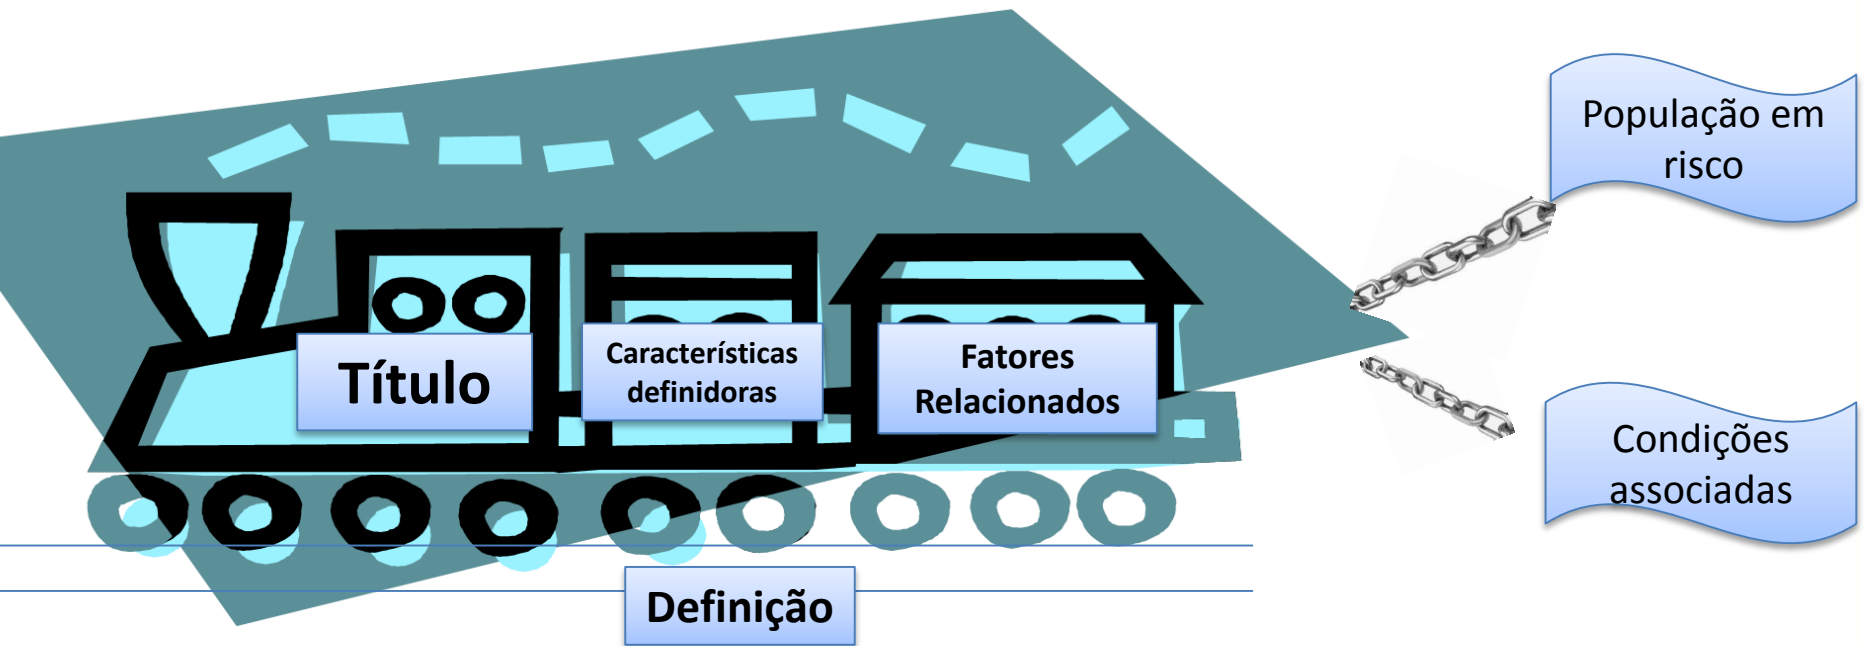 População em
risco
Título
Características
definidoras
Fatores
Relacionados
Condições
associadas
Definição